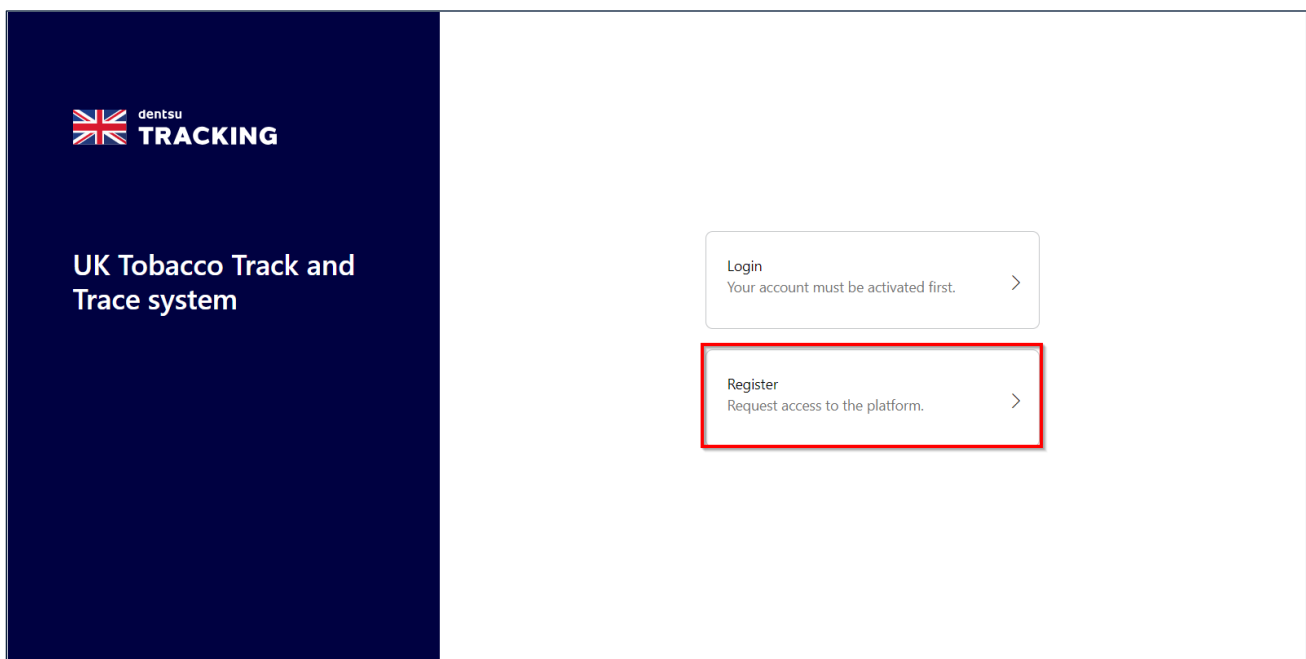 dentsu
TRACKING
UK Tobacco Track and
Trace system
Login
Your account must be activated first.
Register
Request access to the platform.